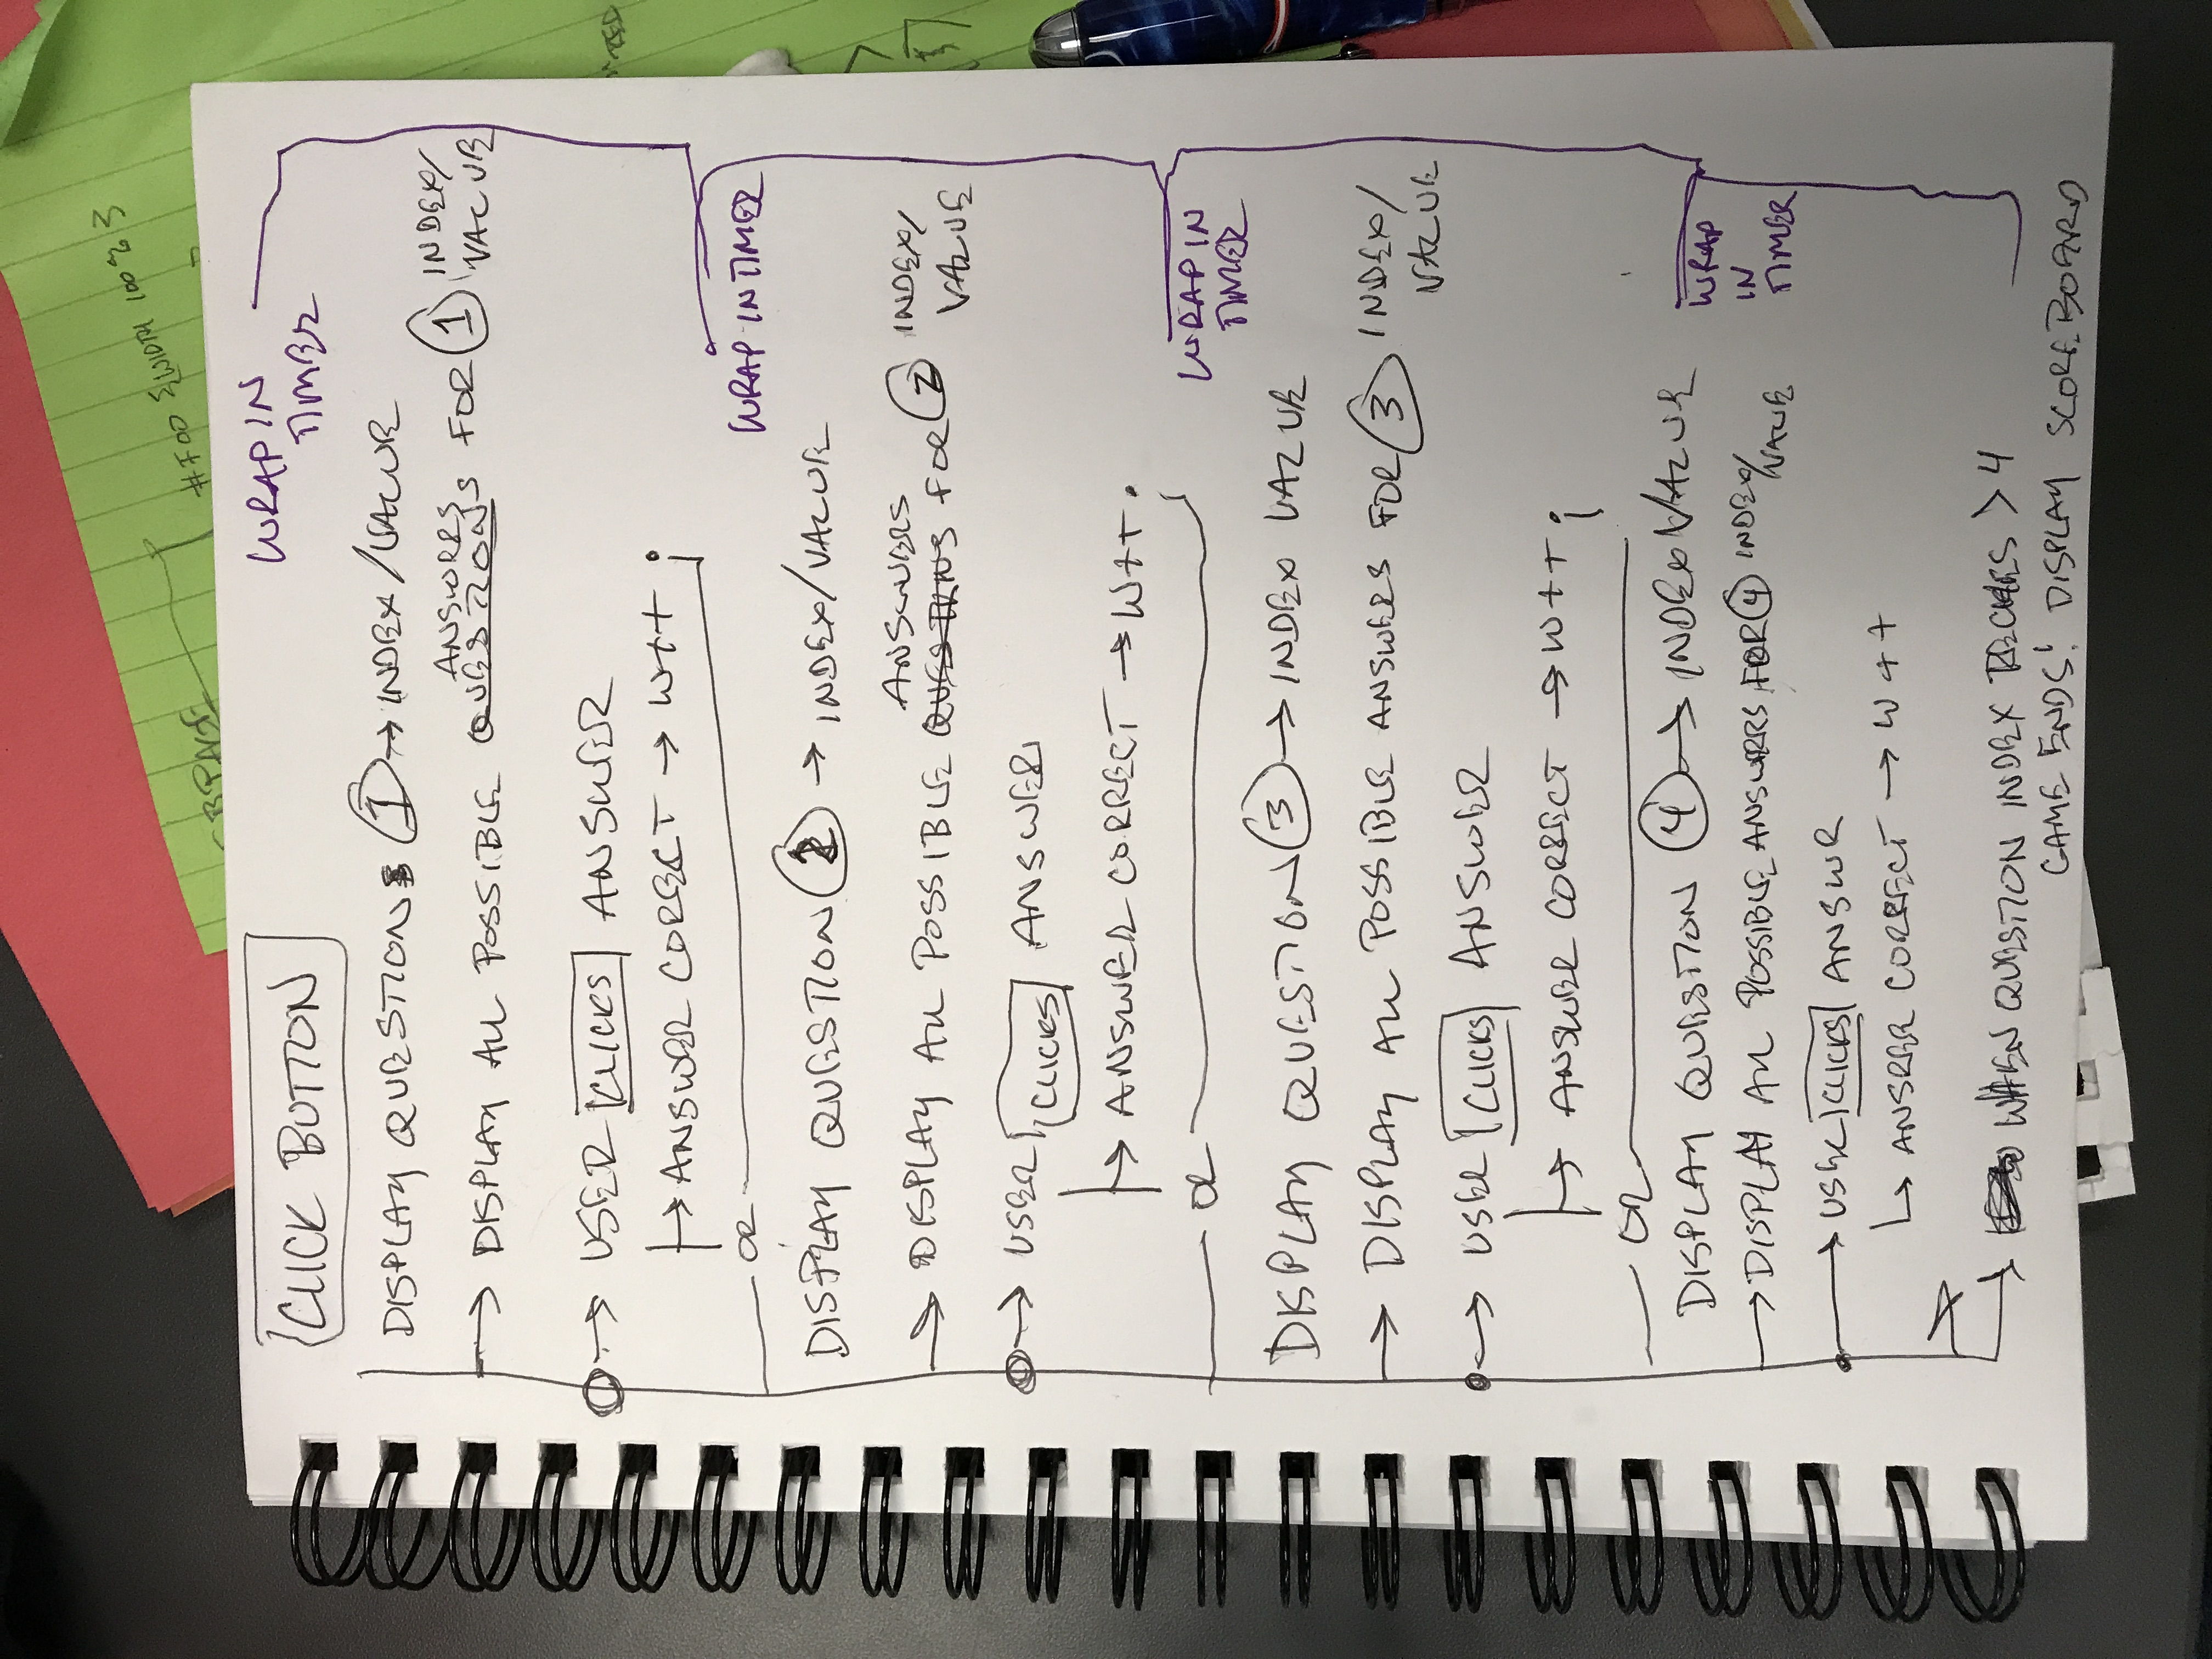 #FOO {WIDTH 100%}
CLICK BUTTON
WRAP IN
TIMER
DISPLAY QUESTIONS 1 → INDEX/VALUE
ANSWERS
→ DISPLAY ALL POSSIBLE QUESTIONS FOR 1 INDEX/
VALUE
→ USER CLICKS ANSWER
→ ANSWER CORECT → W++;
OR
WRAP IN TIMER
DISPLAY QUESTION 2 → INDEX/VALUE
ANSWERS
→ DISPLAY ALL POSSIBLE QUESTIONS FOR 2 INDEX/
VALUE
→ USER CLICKS ANSWER
→ ANSWER CORRECT → W++.
OR
WRAP IN
TIMER
DISPLAY QUESTION 3 → INDEX VALUE
→ DISPLAY ALL POSSIBLE ANSWERS FOR 3 INDEX/
VALUE
→ USER CLICKS ANSWER
→ ANSWER CORRECT → W++;
OR
DISPLAY QUESTION 4 → INDEX/VALUE
WRAP
IN
TIMER
→ DISPLAY ALL POSSIBLE ANSWERS FOR 4 INDEX/
VALUE
→ USER CLICKS ANSWR
↳ ANSRER CORRECT → W++
→
→ WHEN QUESTION INDEX RECHES > 4
GAME ENDS! DISPLAY SCOREBOARD